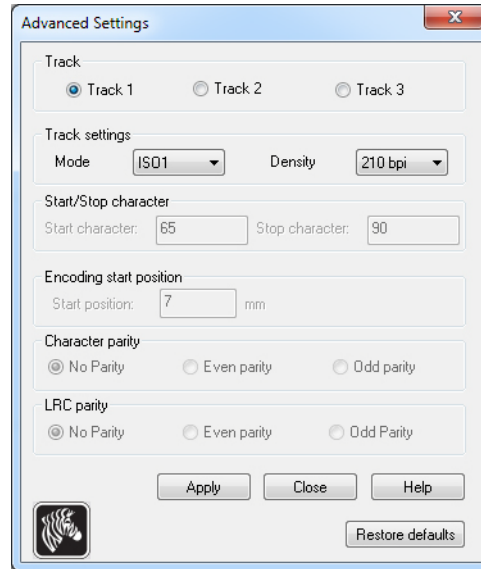 Advanced Settings
Track
Track 1 Track 2 Track 3
Track settings
Mode ISO1 Density 210 bpi
Start/Stop character
Start character: 65 Stop character: 90
Encoding start position
Start position: 7 mm
Character parity
No Parity Even parity Odd parity
LRC parity
No Parity Even parity Odd Parity
Apply Close Help
Restore defaults